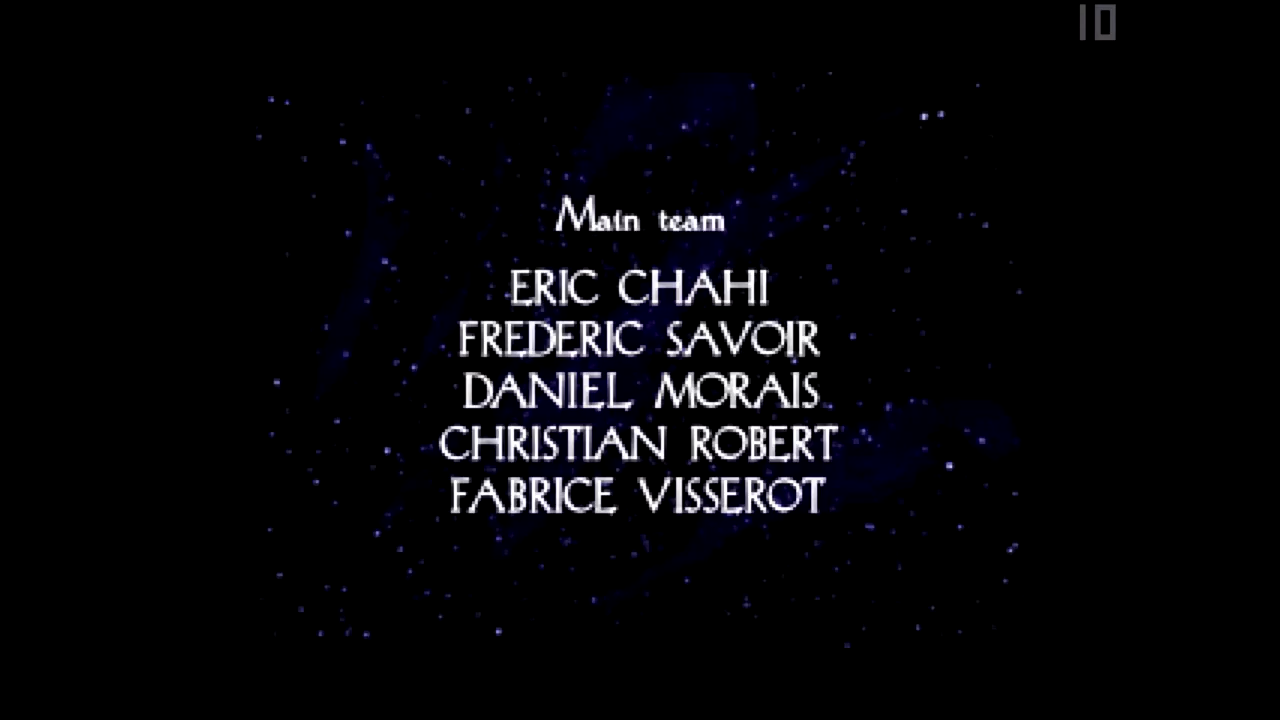 10
Main team
ERIC CHAHI
FREDERIC SAVOIR
DANIEL MORAIS
CHRISTIAN ROBERT
FABRICE VISSEROT